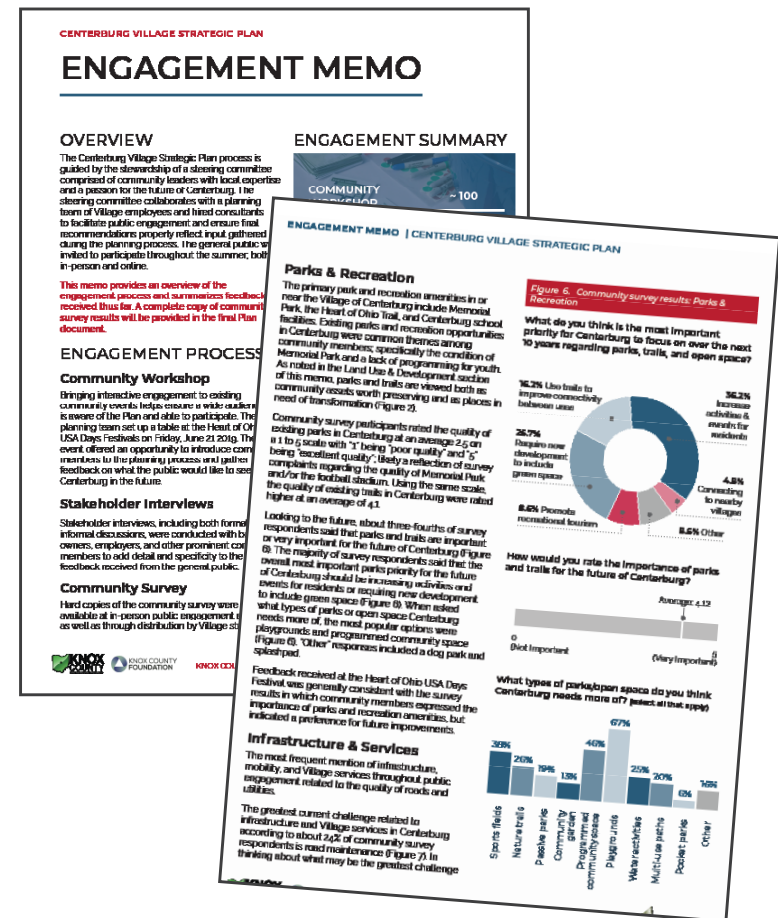 CENTERBURG VILLAGE STRATEGIC PLAN
ENGAGEMENT MEMO
OVERVIEW
The Centerburg Village Strategic Plan process is
guided by the stewardship of a steering committee
comprised of community leaders with local expertise
and a passion for the future of Centerburg. The
steering committee collaborates with a planning
team of Village employees and hired consultants
to facilitate public engagement and ensure final
recommendations properly reflect input gathered
during the planning process. The general public w
invited to participate throughout the summer; both
in-person and online.
This memo provides an overview of the
engagement process and summarizes feedback
received thus far. A complete copy of communit
survey results will be provided in the final Plan
document.
ENGAGEMENT PROCESS
Community Workshop
Bringing interactive engagement to existing
community events helps ensure a wide audien
is aware of the Plan and able to participate. The
planning team set up a table at the Heart of Oh
USA Days Festivals on Friday, June 21 2019. The
event offered an opportunity to introduce com
members to the planning process and gather
feedback on what the public would like to see
Centerburg in the future.
Stakeholder Interviews
Stakeholder interviews, including both formal
informal discussions, were conducted with b
owners, employers, and other prominent co
members to add detail and specificity to the
feedback received from the general public.
Community Survey
Hard copies of the community survey were
available at in-person public engagement
as well as through distribution by Village st
KNOX COUNTY
KNOX COUNTY
FOUNDATION
KNOX COU
ENGAGEMENT SUMMARY
COMMUNITY
WORKSHOP
~ 100
ENGAGEMENT MEMO | CENTERBURG VILLAGE STRATEGIC PLAN
Parks & Recreation
The primary park and recreation amenities in or
near the Village of Centerburg include Memorial
Park, the Heart of Ohio Trail, and Centerburg school
facilities. Existing parks and recreation opportunities
in Centerburg were common themes among
community members; specifically the condition of
Memorial Park and a lack of programming for youth.
As noted in the Land Use & Development section
of this memo, parks and trails are viewed both as
community assets worth preserving and as places in
need of transformation (Figure 2).
Community survey participants rated the quality of
existing parks in Centerburg at an average 2.5 on
a 1 to 5 scale with "1" being "poor quality" and "5"
being "excellent quality"; likely a reflection of survey
complaints regarding the quality of Memorial Park
and/or the football stadium. Using the same scale,
the quality of existing trails in Centerburg were rated
higher at an average of 4.1.
Looking to the future, about three-fourths of survey
respondents said that parks and trails are important
or very important for the future of Centerburg (Figure
6). The majority of survey respondents said that the
overall most important parks priority for the future
of Centerburg should be increasing activities and
events for residents or requiring new development
to include green space (Figure 6). When asked
what types of parks or open space Centerburg
needs more of, the most popular options were
playgrounds and programmed community space
(Figure 6). "Other" responses included a dog park and
splashpad.
Feedback received at the Heart of Ohio USA Days
Festival was generally consistent with the survey
results in which community members expressed the
importance of parks and recreation amenities, but
indicated a preference for future improvements.
Infrastructure & Services
The most frequent mention of infrastructure,
mobility, and Village services throughout public
engagement related to the quality of roads and
utilities.
The greatest current challenge related to
infrastructure and Village services in Centerburg
according to about 24% of community survey
respondents is road maintenance (Figure 7). In
thinking about what may be the greatest challenge
KNOX
Figure 6. Community survey results: Parks &
Recreation
What do you think is the most important
priority for Centerburg to focus on over the next
10 years regarding parks, trails, and open space?
16.2% Use trails to
improve connectivity
between uses
36.2%
Increase
activities &
events for
residents
25.7%
Require new
development
to include
green space
4.8%
Connecting
to nearby
villages
8.6% Promote
recreational tourism
8.6% Other
How would you rate the importance of parks
and trails for the future of Centerburg?
Average: 4.12
0
(Not Important
5
(Very Important)
What types of parks/open space do you think
Centerburg needs more of? (select all that apply)
38%
26%
19%
13%
46%
67%
25%
20%
6%
16%
Sports fields
Nature trails
Passive parks
Community
garden
Programmed
community space
Playgrounds
Water activities
Multi-use paths
Pocket parks
Other
4